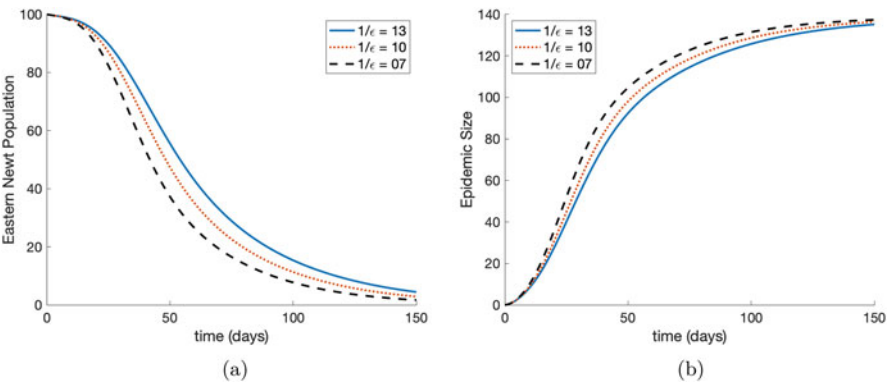 100
80
60
40
20
0
Eastern Newt Population
1/ϵ = 13
1/ϵ = 10
1/ϵ = 07
0
50
100
150
time (days)
(a)
140
120
100
80
60
40
20
0
Epidemic Size
1/ϵ = 13
1/ϵ = 10
1/ϵ = 07
0
50
100
150
time (days)
(b)